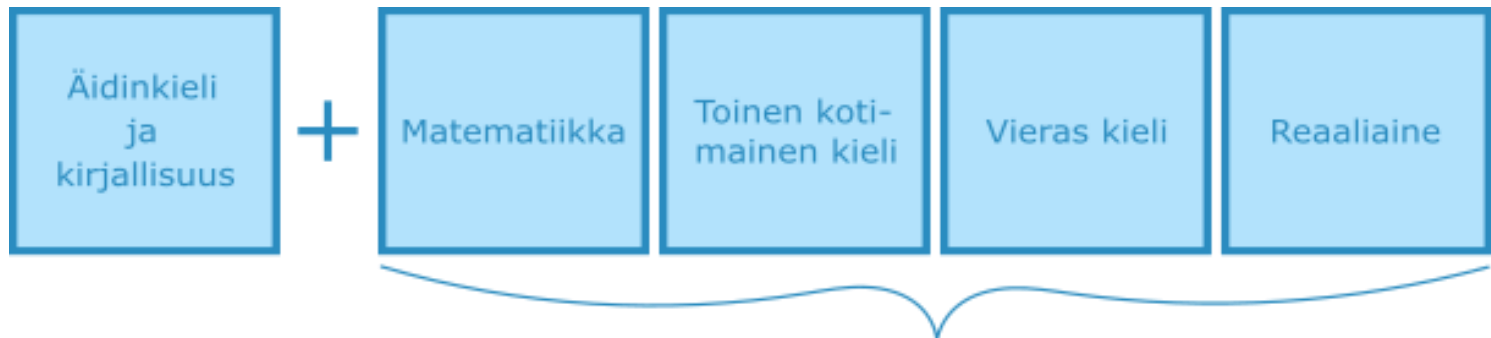 Äidinkieli
ja
kirjallisuus
+
Matematiikka
Toinen koti-
mainen kieli
Vieras kieli
Reaaliaine